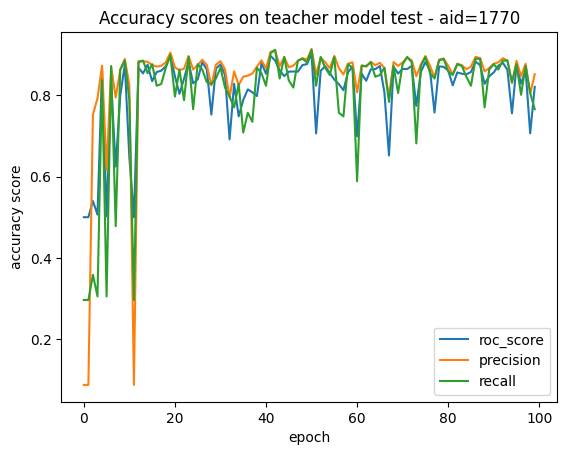 Accuracy scores on teacher model test - aid=1770
accuracy score
0.8
0.6
0.4
0.2
0 20 40 60 80 100
epoch
roc_score
precision
recall